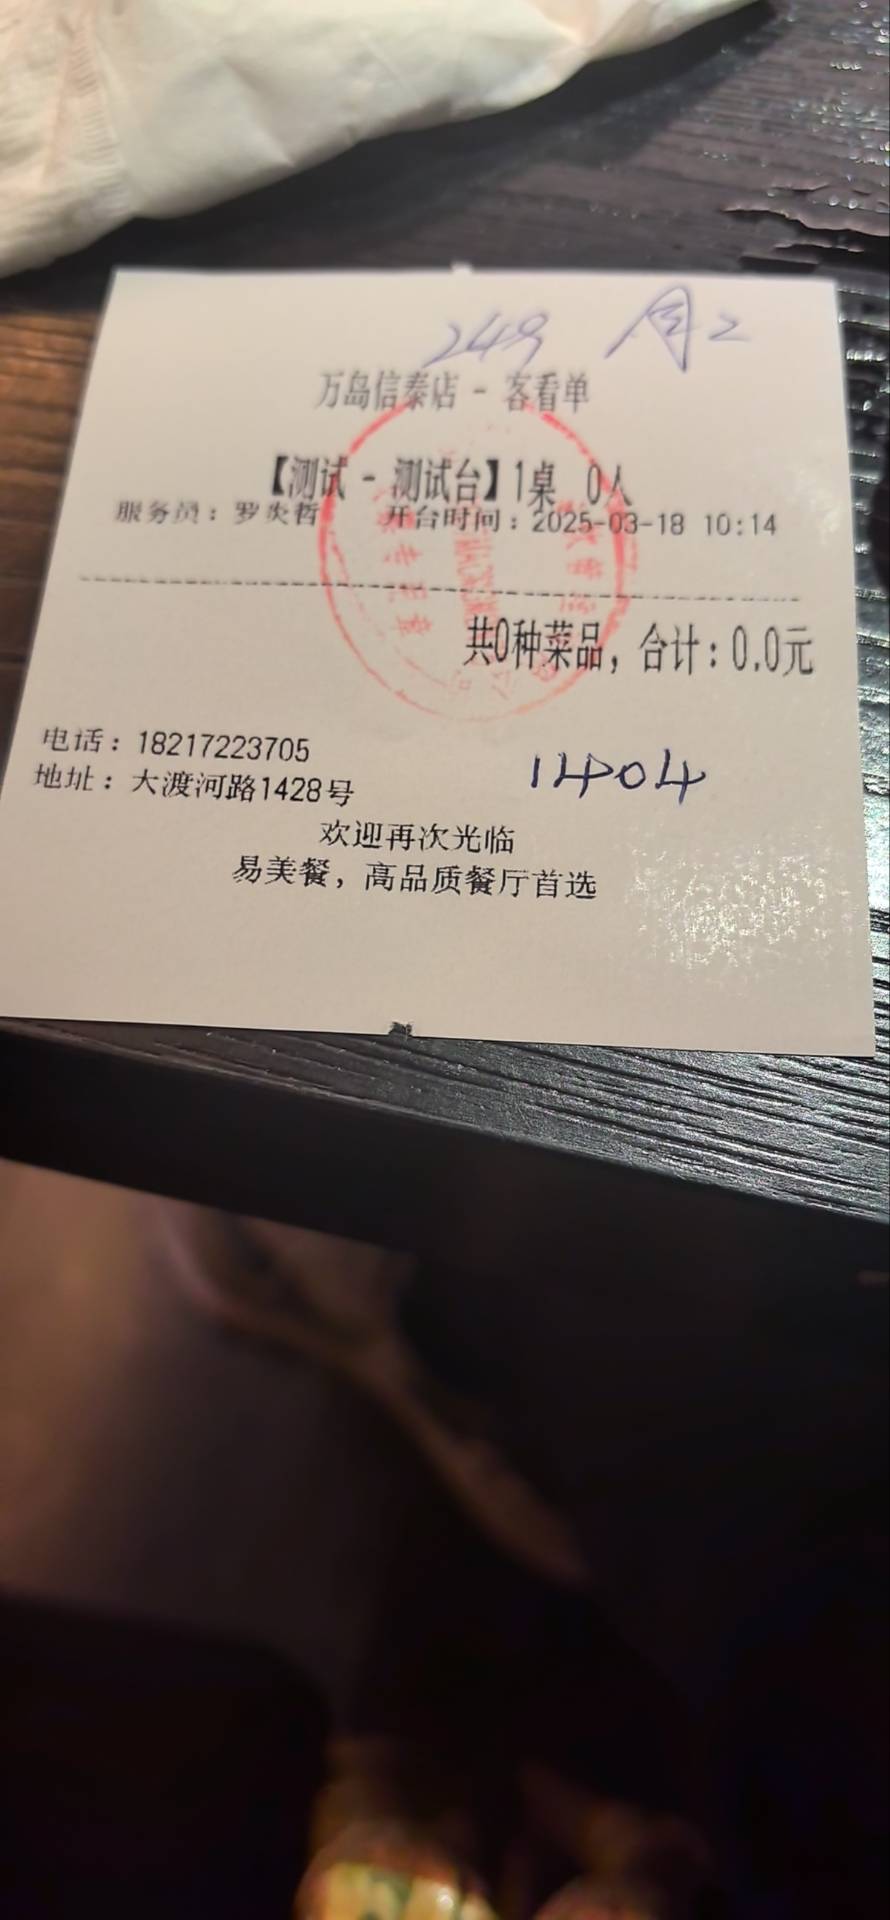 249 周二
万岛信泰店 - 客看单
【测试 - 测试台】1桌 0人
服务员：罗炎哲 开台时间：2025-03-18 10:14
共0种菜品，合计：0.0元
电话：18217223705
1404
地址：大渡河路1428号
欢迎再次光临
易美餐，高品质餐厅首选